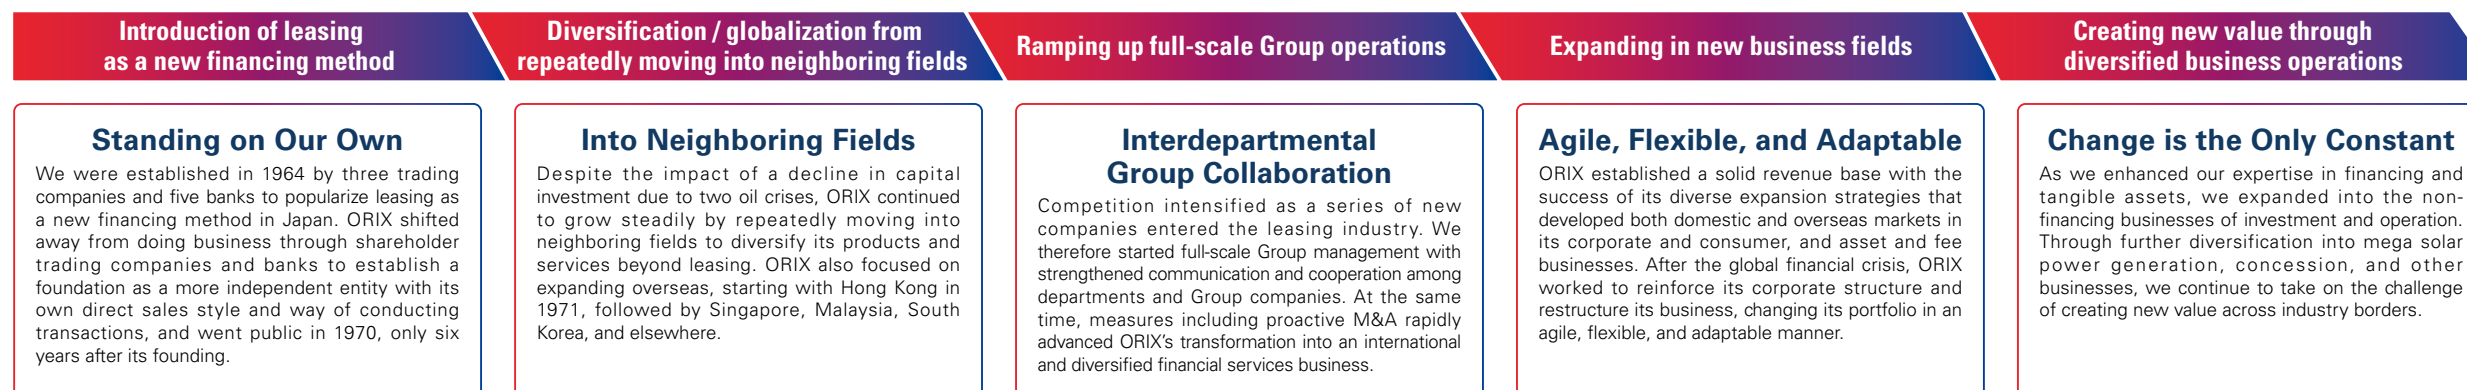 Introduction of leasing
as a new financing method
Diversification / globalization from
repeatedly moving into neighboring fields
Ramping up full-scale Group operations
Expanding in new business fields
Creating new value through
diversified business operations
Standing on Our Own
We were established in 1964 by three trading
companies and five banks to popularize leasing as
a new financing method in Japan. ORIX shifted
away from doing business through shareholder
trading companies and banks to establish a
foundation as a more independent entity with its
own direct sales style and way of conducting
transactions, and went public in 1970, only six
years after its founding.
Into Neighboring Fields
Despite the impact of a decline in capital
investment due to two oil crises, ORIX continued
to grow steadily by repeatedly moving into
neighboring fields to diversify its products and
services beyond leasing. ORIX also focused on
expanding overseas, starting with Hong Kong in
1971, followed by Singapore, Malaysia, South
Korea, and elsewhere.
Interdepartmental
Group Collaboration
Competition intensified as a series of new
companies entered the leasing industry. We
therefore started full-scale Group management with
strengthened communication and cooperation among
departments and Group companies. At the same
time, measures including proactive M&A rapidly
advanced ORIX's transformation into an international
and diversified financial services business.
Agile, Flexible, and Adaptable
ORIX established a solid revenue base with the
success of its diverse expansion strategies that
developed both domestic and overseas markets in
its corporate and consumer, and asset and fee
businesses. After the global financial crisis, ORIX
worked to reinforce its corporate structure and
restructure its business, changing its portfolio in an
agile, flexible, and adaptable manner.
Change is the Only Constant
As we enhanced our expertise in financing and
tangible assets, we expanded into the non-
financing businesses of investment and operation.
Through further diversification into mega solar
power generation, concession, and other
businesses, we continue to take on the challenge
of creating new value across industry borders.